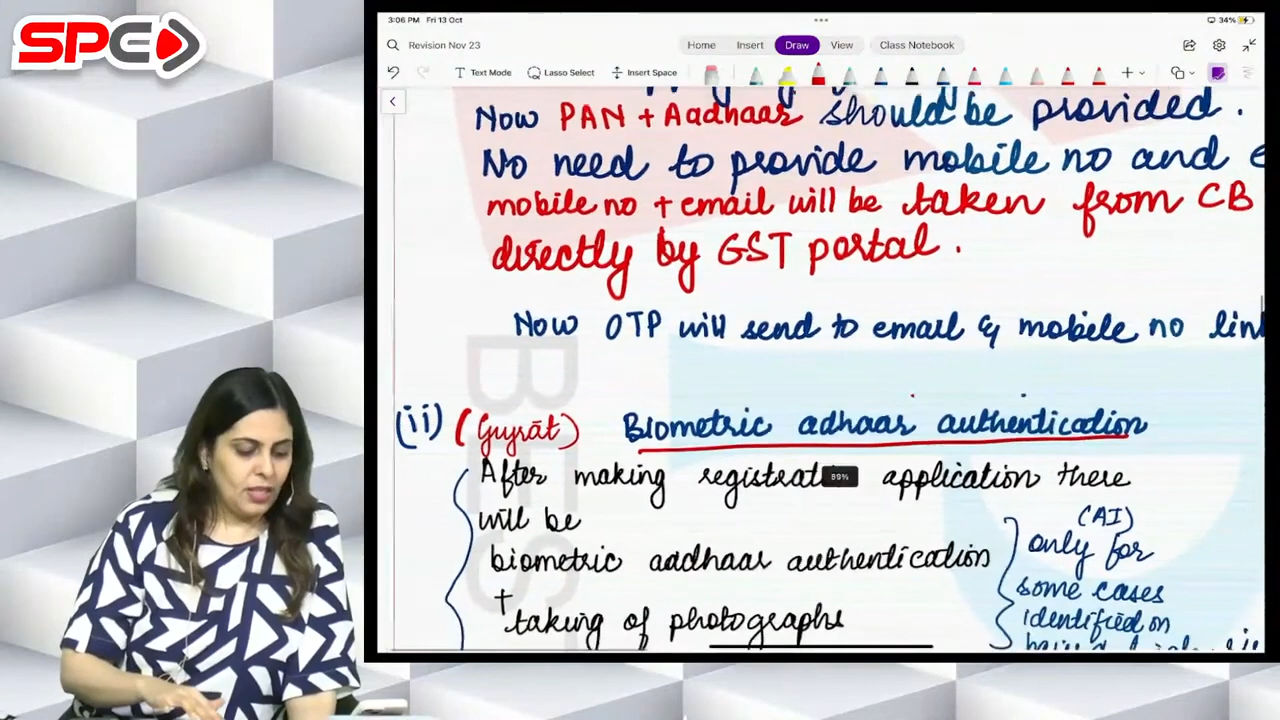 SPC
3:06 PM Fri 13 Oct
34%
Revision Nov 23
Home Insert Draw View Class Notebook
Text Mode Lasso Select Insert Space
Now PAN + Aadhaar should be provided.
No need to provide mobile no and
mobile no + email will be taken from CB
directly by GST portal.
Now OTP will send to email & mobile no
(ii) (Gujrāt) Biometric adhaar authentication
After making application there
89%
will be
biometric aadhaar authentication
+
taking of photographs
(AI)
only for
some cases
identified on
BES